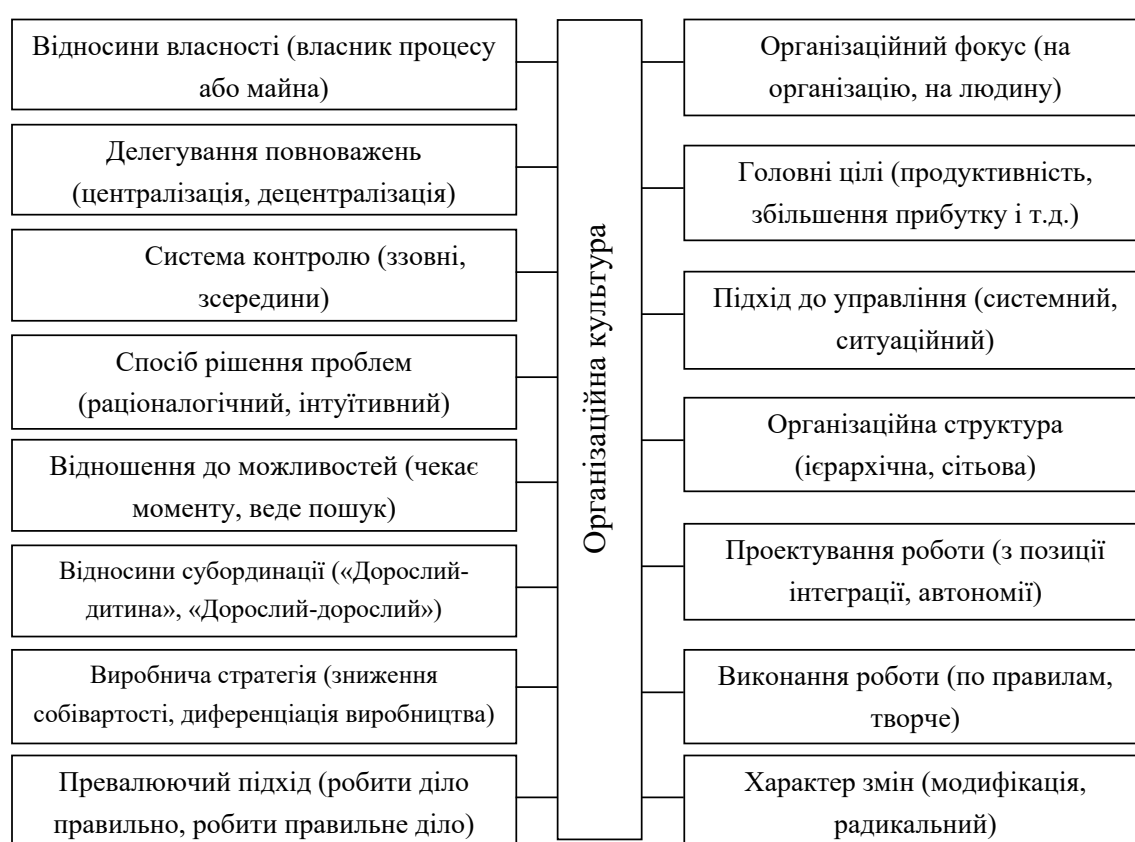 Відносини власності (власник процесу
або майна)
Делегування повноважень
(централізація, децентралізація)
Система контролю (ззовні,
зсередини)
Спосіб рішення проблем
(раціоналогічний, інтуїтивний)
Відношення до можливостей (чекає
моменту, веде пошук)
Відносини субординації («Дорослий-
дитина», «Дорослий-дорослий»)
Виробнича стратегія (зниження
собівартості, диференціація виробництва)
Превалюючий підхід (робити діло
правильно, робити правильне діло)
Організаційна культура
Організаційний фокус (на
організацію, на людину)
Головні цілі (продуктивність,
збільшення прибутку і т.д.)
Підхід до управління (системний,
ситуаційний)
Організаційна структура
(ієрархічна, сітьова)
Проектування роботи (з позиції
інтеграції, автономії)
Виконання роботи (по правилам,
творче)
Характер змін (модифікація,
радикальний)